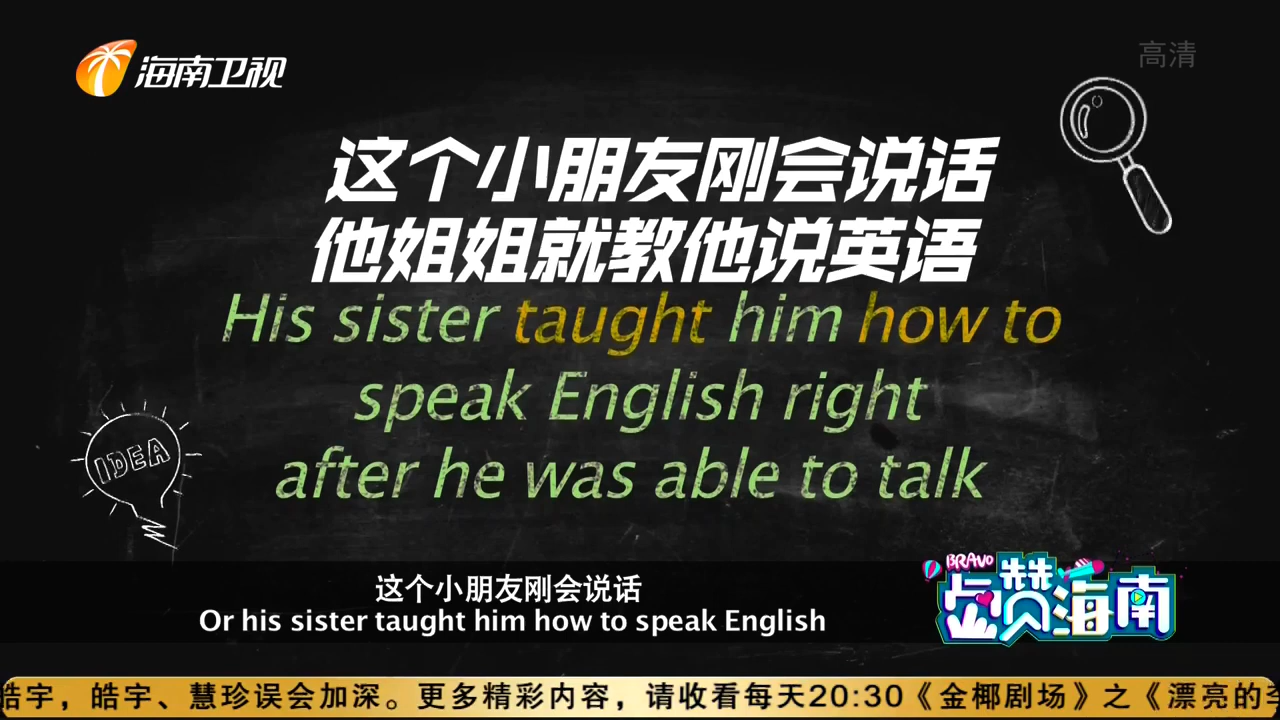 海南卫视
高清
这个小朋友刚会说话
他姐姐就教他说英语
His sister taught him how to
speak English right
after he was able to talk
IDEA
这个小朋友刚会说话
Or his sister taught him how to speak English
BRAVO
点赞海南
皓宇，皓宇、慧珍误会加深。更多精彩内容，请收看每天20:30《金椰剧场》之《漂亮的李